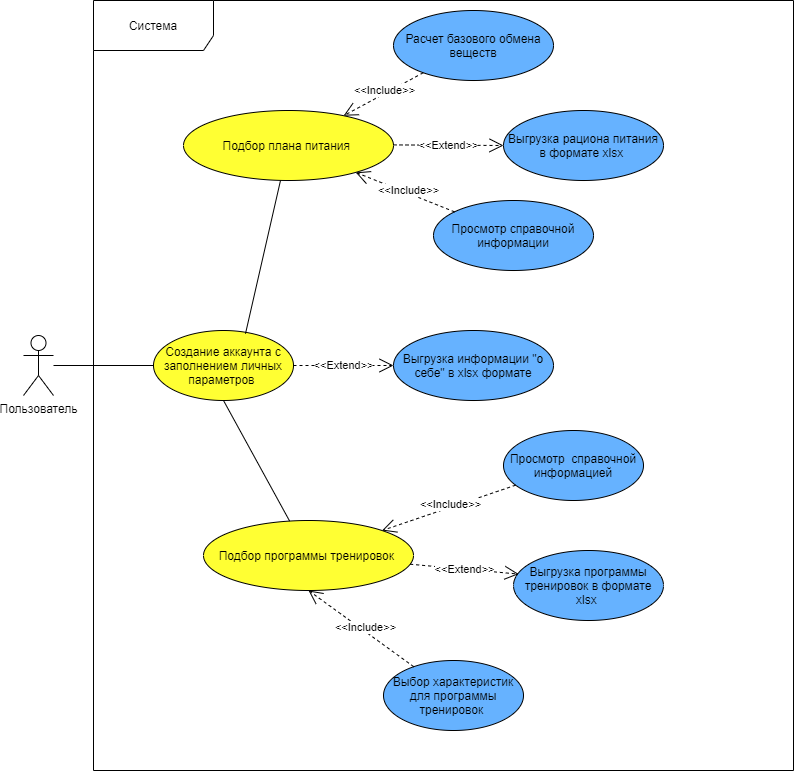 Система
Расчет базового обмена
веществ
<<Include>>
Подбор плана питания
<<Extend>>
Выгрузка рациона питания
в формате xlsx
<<Include>>
Просмотр справочной
информации
Пользователь
Создание аккаунта с
заполнением личных
параметров
<<Extend>>
Выгрузка информации "о
себе" в xlsx формате
Просмотр справочной
информацией
<<Include>>
Подбор программы тренировок
<<Extend>>
Выгрузка программы
тренировок в формате
xlsx
<<Include>>
Выбор характеристик
для программы
тренировок